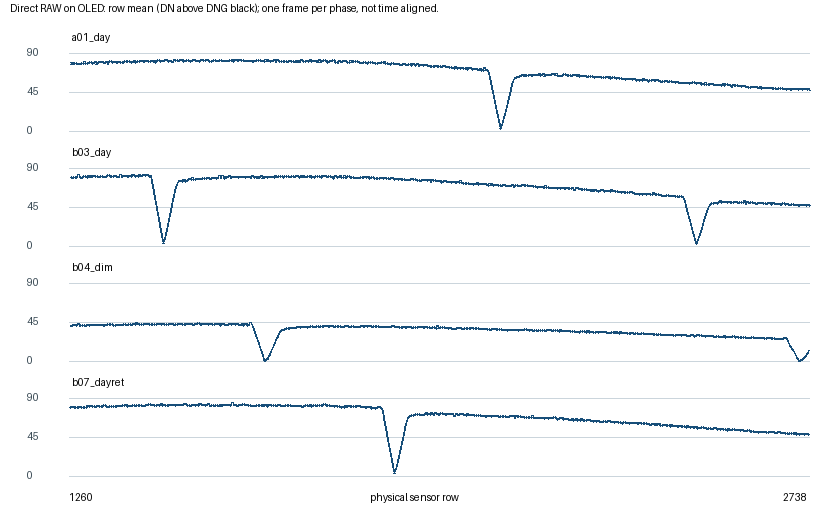 Direct RAW on OLED: row mean (DN above DNG black); one frame per phase, not time aligned.
a01_day
90
45
0
b03_day
90
45
0
b04_dim
90
45
0
b07_dayret
90
45
0
1260 physical sensor row 2738